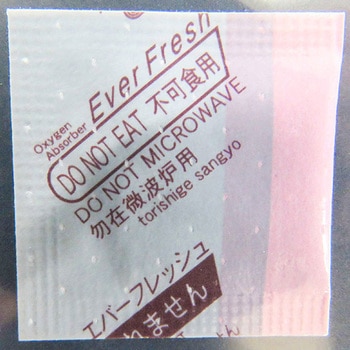 Oxygen
Absorber
Ever Fresh
DO NOT EAT 不可食用
DO NOT MICROWAVE
勿在微波炉用
torishige sangyo
エバーフレッシュ
れません